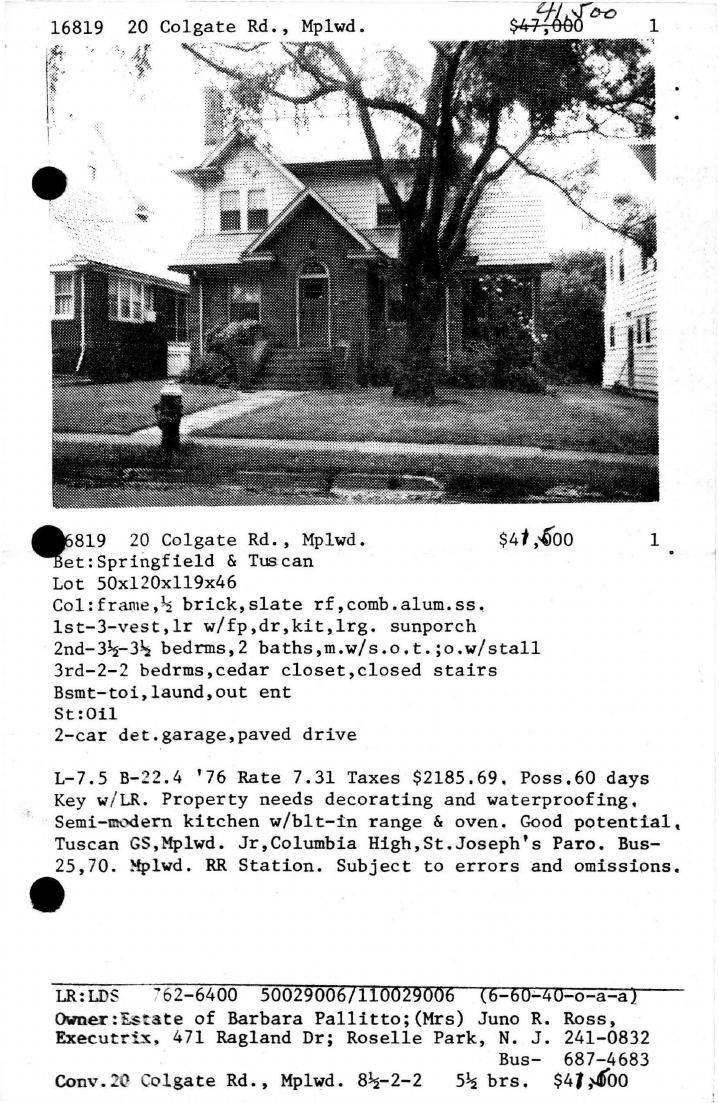 16819 20 Colgate Rd., Mplwd. $47,000 41,500 1
6819 20 Colgate Rd., Mplwd. $41,500 1
Bet:Springfield & Tuscan
Lot 50x120x119x46
Col:frame,½ brick,slate rf,comb.alum.ss.
1st-3-vest,lr w/fp,dr,kit,lrg. sunporch
2nd-3½-3½ bedrms,2 baths,m.w/s.o.t.;o.w/stall
3rd-2-2 bedrms,cedar closet,closed stairs
Bsmt-toi,laund,out ent
St:Oil
2-car det.garage,paved drive
L-7.5 B-22.4 '76 Rate 7.31 Taxes $2185.69. Poss.60 days
Key w/LR. Property needs decorating and waterproofing.
Semi-modern kitchen w/blt-in range & oven. Good potential.
Tuscan GS,Mplwd. Jr,Columbia High,St.Joseph's Paro. Bus-
25,70. Mplwd. RR Station. Subject to errors and omissions.
LR:LDS 762-6400 50029006/110029006 (6-60-40-o-a-a)
Owner:Estate of Barbara Pallitto;(Mrs) Juno R. Ross,
Executrix, 471 Ragland Dr; Roselle Park, N. J. 241-0832
Bus- 687-4683
Conv.20 Colgate Rd., Mplwd. 8½-2-2 5½ brs. $41,500